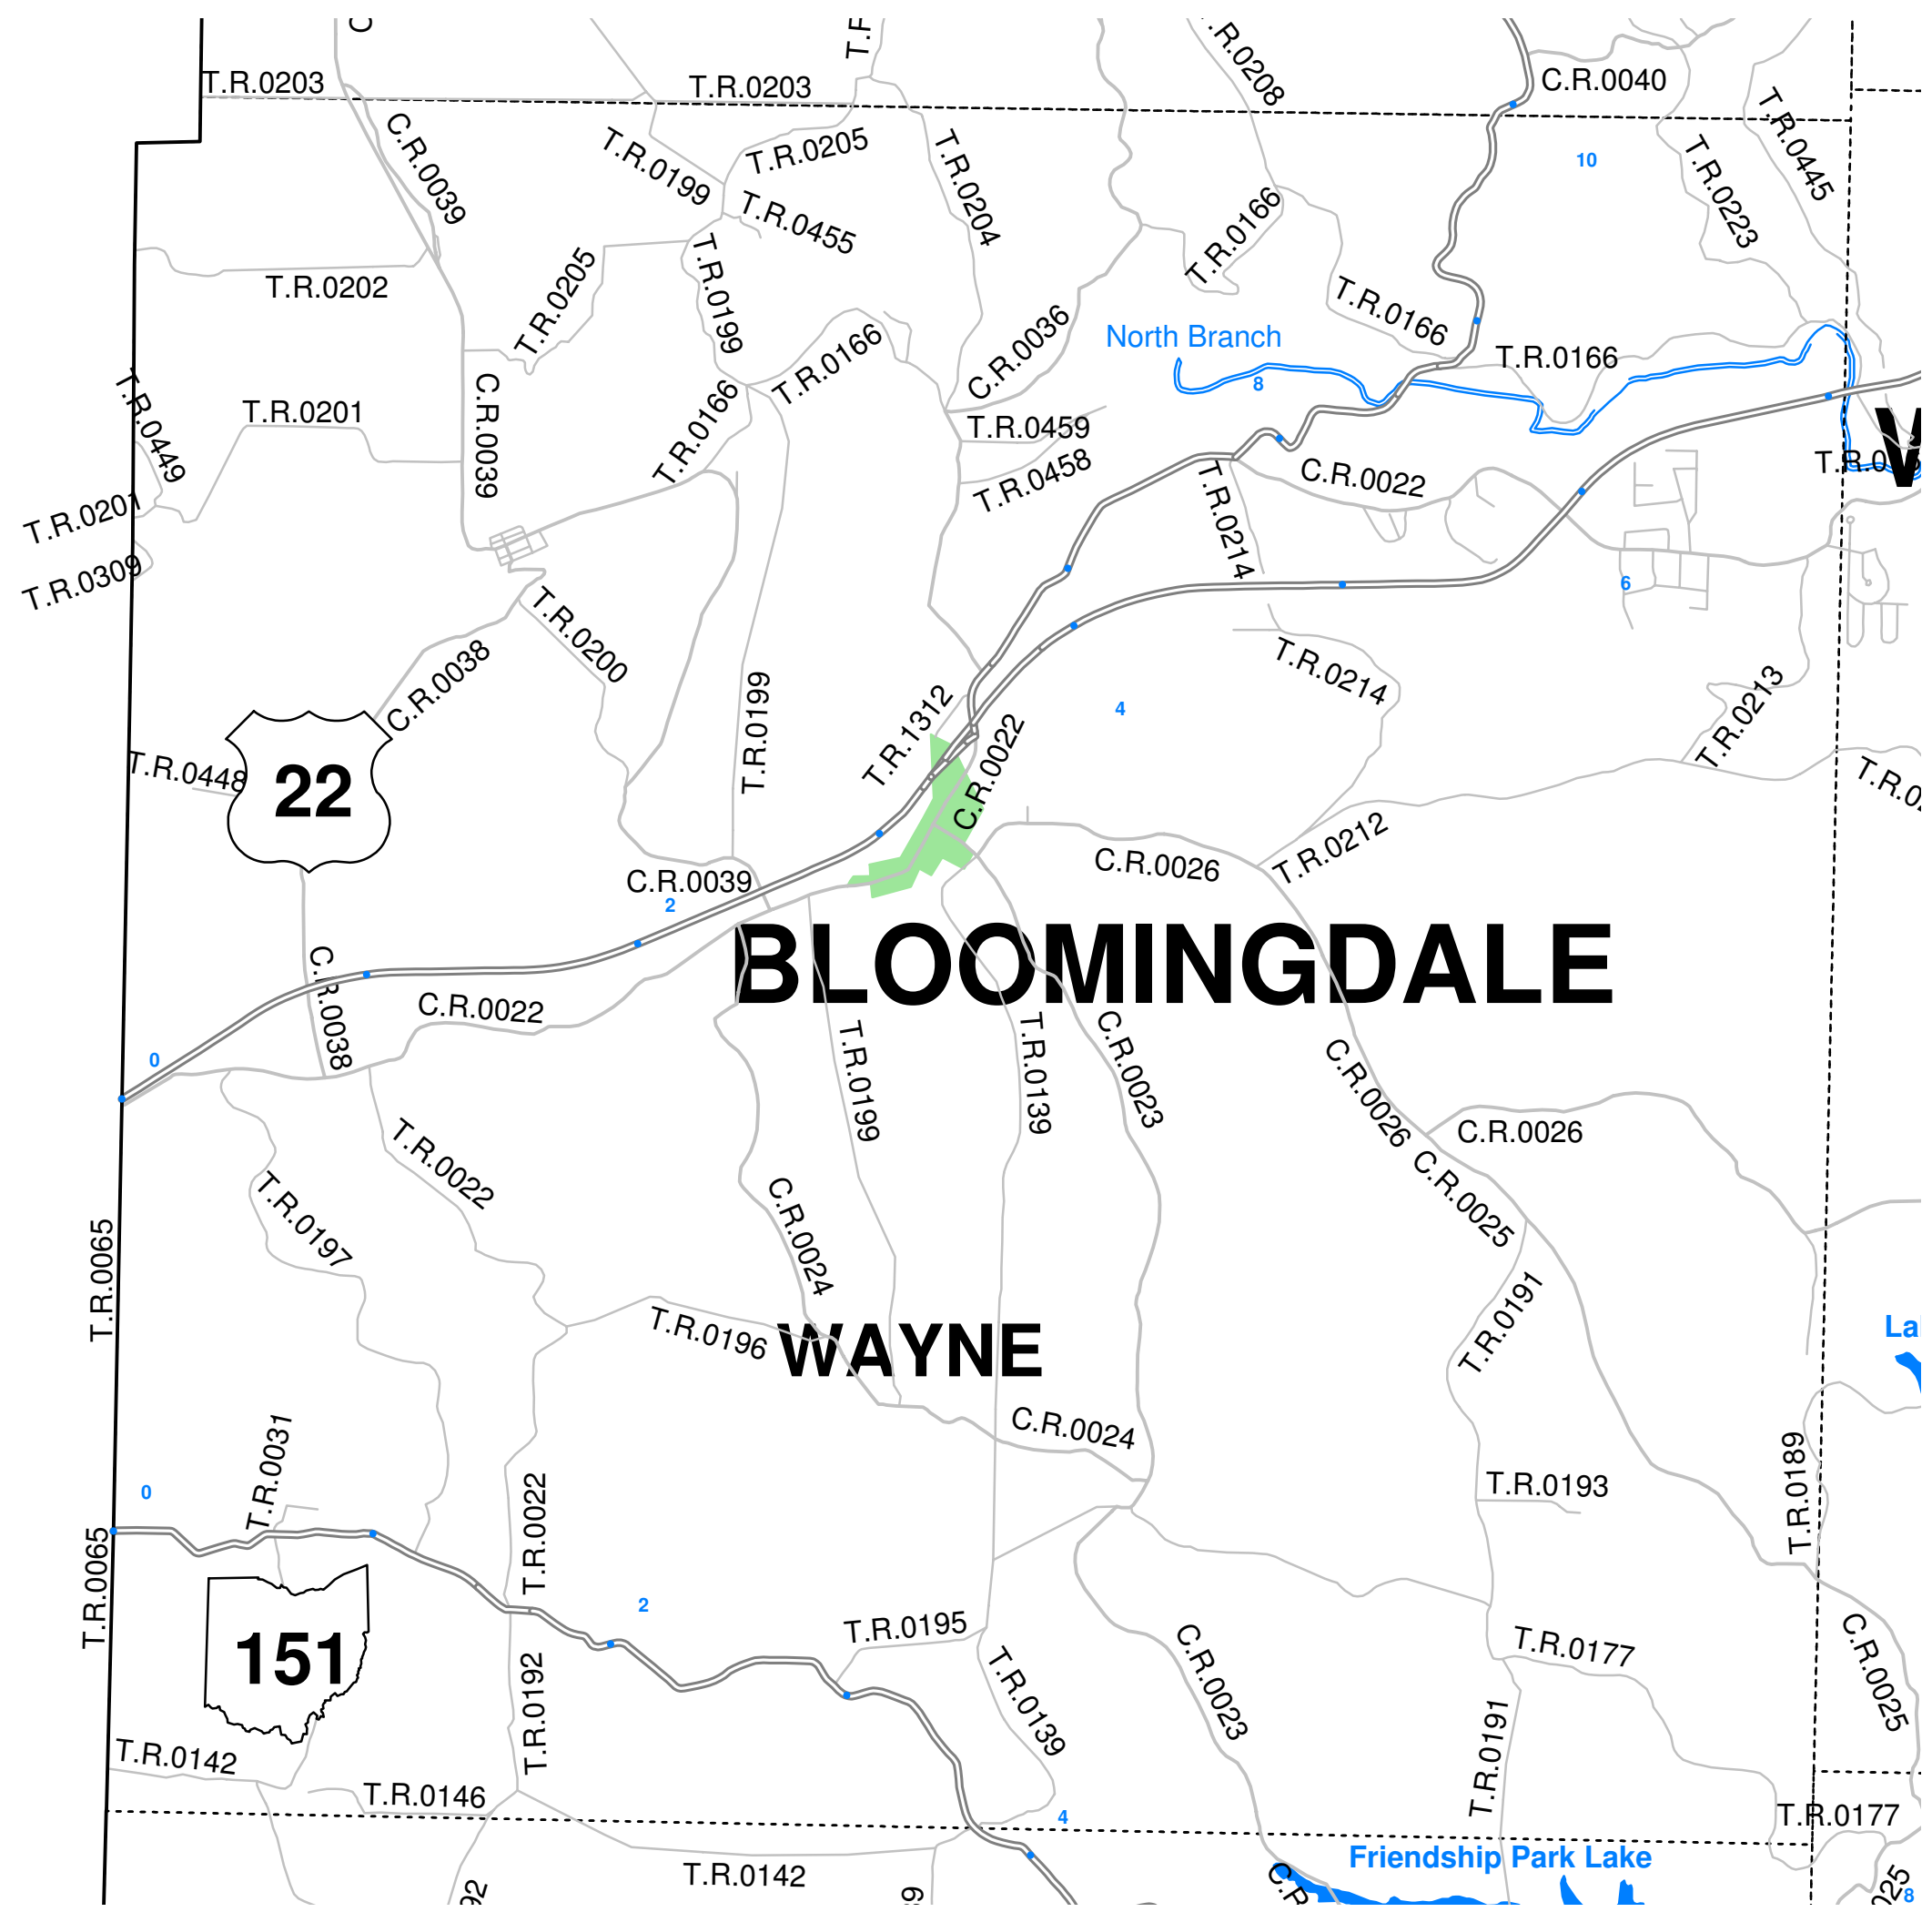 T.R.0203
T.R.0203
T.R.0208
C.R.0040
C.R.0039
T.R.0199
T.R.0205
T.R.0455
T.R.0204
T.R.0166
10
T.R.0223
T.R.0445
T.R.0202
T.R.0205
T.R.0199
T.R.0166
C.R.0036
North Branch
8
T.R.0166
T.R.0166
T.R.0449
T.R.0201
C.R.0039
T.R.0166
T.R.0459
T.R.0458
T.R.0214
C.R.0022
T.R.0201
T.R.0309
6
T.R.0200
C.R.0038
T.R.0199
T.R.1312
C.R.0022
4
T.R.0214
T.R.0213
T.R.0448
22
C.R.0039
2
C.R.0026
T.R.0212
BLOOMINGDALE
C.R.0038
C.R.0022
0
T.R.0199
T.R.0139
C.R.0023
C.R.0026
C.R.0026
C.R.0025
T.R.0022
T.R.0197
T.R.0065
C.R.0024
T.R.0196
WAYNE
T.R.0191
C.R.0024
T.R.0031
0
T.R.0022
T.R.0193
T.R.0189
T.R.0065
151
2
T.R.0195
T.R.0192
T.R.0139
C.R.0023
T.R.0177
C.R.0025
T.R.0191
T.R.0142
T.R.0146
4
T.R.0177
T.R.0142
Friendship Park Lake
8